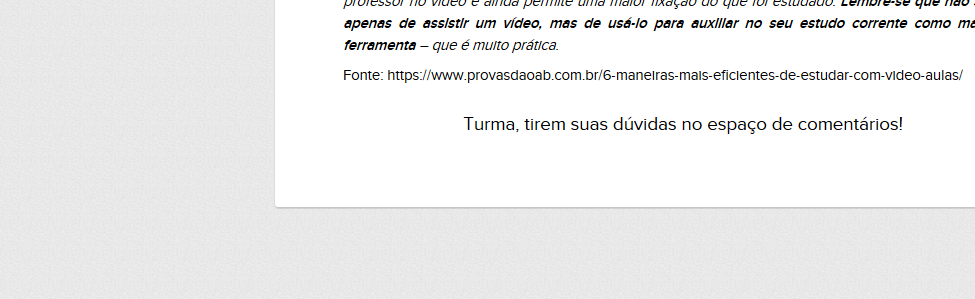 professor no vídeo e ainda permite uma maior fixação do que foi estudado. Lembre-se que não
apenas de assistir um vídeo, mas de usá-lo para auxiliar no seu estudo corrente como
ferramenta – que é muito prática.
Fonte: https://www.provasdaoab.com.br/6-maneiras-mais-eficientes-de-estudar-com-video-aulas/
Turma, tirem suas dúvidas no espaço de comentários!